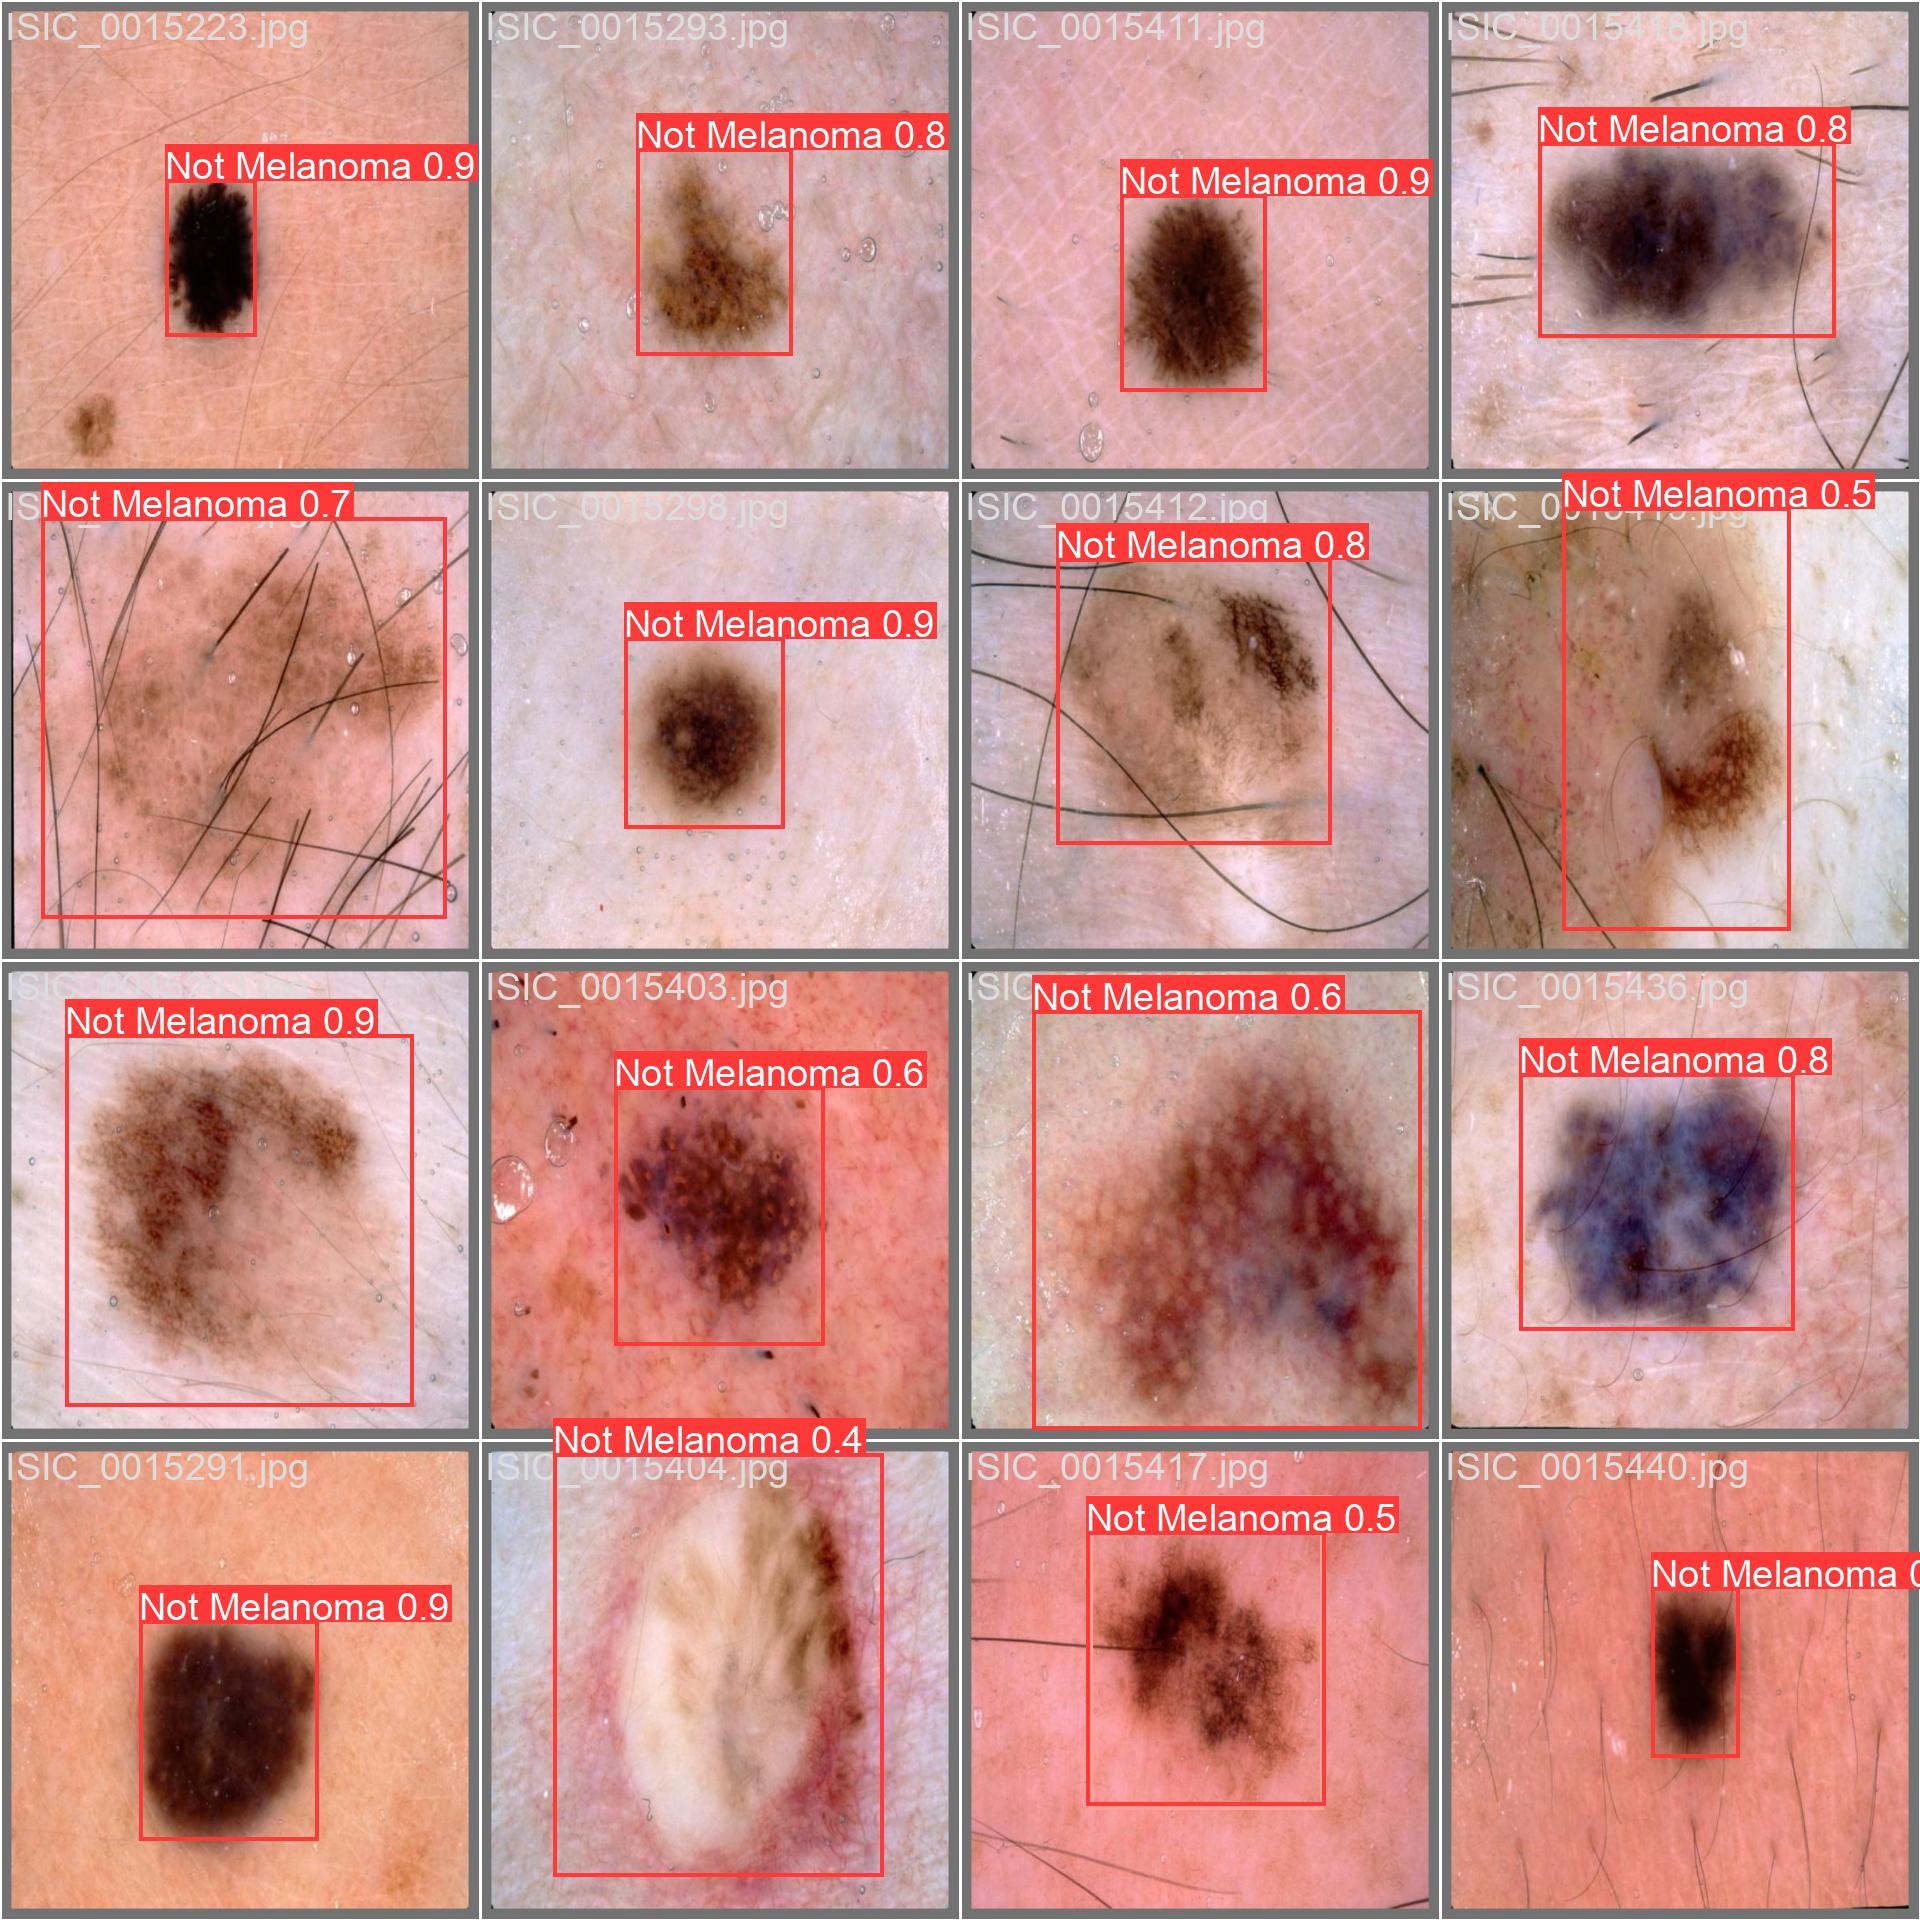 ISIC_0015223.jpg
Not Melanoma 0.9
ISIC_0015293.jpg
Not Melanoma 0.8
ISIC_0015411.jpg
Not Melanoma 0.9
ISIC_0015418.jpg
Not Melanoma 0.8
Not Melanoma 0.7
ISIC_0015298.jpg
Not Melanoma 0.9
ISIC_0015412.jpg
Not Melanoma 0.8
Not Melanoma 0.5
Not Melanoma 0.9
ISIC_0015403.jpg
Not Melanoma 0.6
ISIC
Not Melanoma 0.6
ISIC_0015436.jpg
Not Melanoma 0.8
ISIC_0015291.jpg
Not Melanoma 0.9
ISIC_0015404.jpg
Not Melanoma 0.4
ISIC_0015417.jpg
Not Melanoma 0.5
ISIC_0015440.jpg
Not Melanoma